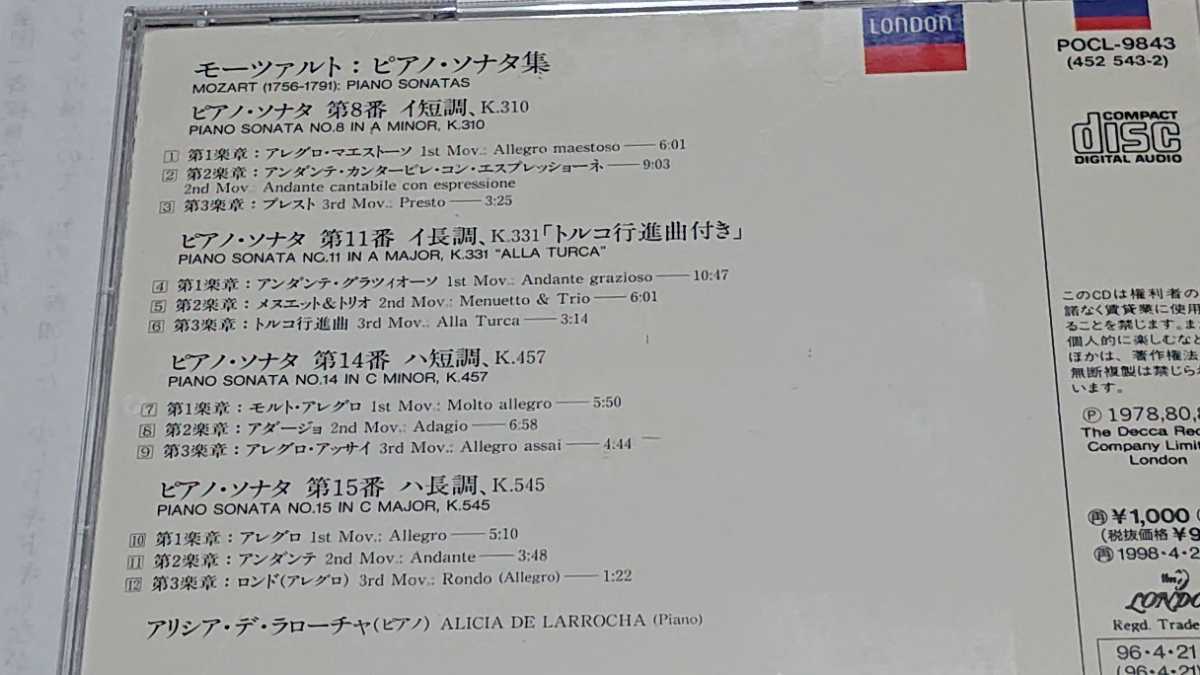 LONDON
モーツァルト：ピアノ・ソナタ集
MOZART (1756-1791): PIANO SONATAS
ピアノ・ソナタ 第8番 イ短調、K.310
PIANO SONATA NO.8 IN A MINOR, K.310
1 第1楽章：アレグロ・マエストーソ 1st Mov.: Allegro maestoso──6:01
2 第2楽章：アンダンテ・カンタービレ・コン・エスプレッショーネ──9:03
2nd Mov.: Andante cantabile con espressione
3 第3楽章：プレスト 3rd Mov.: Presto──3:25
ピアノ・ソナタ 第11番 イ長調、K.331「トルコ行進曲付き」
PIANO SONATA NO.11 IN A MAJOR, K.331 "ALLA TURCA"
4 第1楽章：アンダンテ・グラツィオーソ 1st Mov.: Andante grazioso──10:47
5 第2楽章：メヌエット&トリオ 2nd Mov.: Menuetto & Trio──6:01
6 第3楽章：トルコ行進曲 3rd Mov.: Alla Turca──3:14
ピアノ・ソナタ 第14番 ハ短調、K.457
PIANO SONATA NO.14 IN C MINOR, K.457
7 第1楽章：モルト・アレグロ 1st Mov.: Molto allegro──5:50
8 第2楽章：アダージョ 2nd Mov.: Adagio──6:58
9 第3楽章：アレグロ・アッサイ 3rd Mov.: Allegro assai──4:44
ピアノ・ソナタ 第15番 ハ長調、K.545
PIANO SONATA NO.15 IN C MAJOR, K.545
10 第1楽章：アレグロ 1st Mov.: Allegro──5:10
11 第2楽章：アンダンテ 2nd Mov.: Andante──3:48
12 第3楽章：ロンド(アレグロ) 3rd Mov.: Rondo (Allegro)──1:22
アリシア・デ・ラローチャ(ピアノ) ALICIA DE LARROCHA (Piano)
POCL-9843
(452 543-2)
COMPACT
disc
DIGITAL AUDIO
このCDは権利者の
諾なく賃貸業に使用
ることを禁じます。ま
個人的に楽しむなど
ほかは、著作権法
無断複製は禁じられ
います。
Ⓟ 1978,80,
The Decca Rec
Company Limit
London
再 ¥1,000
(税抜価格 ¥9
再 1998・4・2
LONDO
Regd. Trade
96・4・21
(96・4・21)